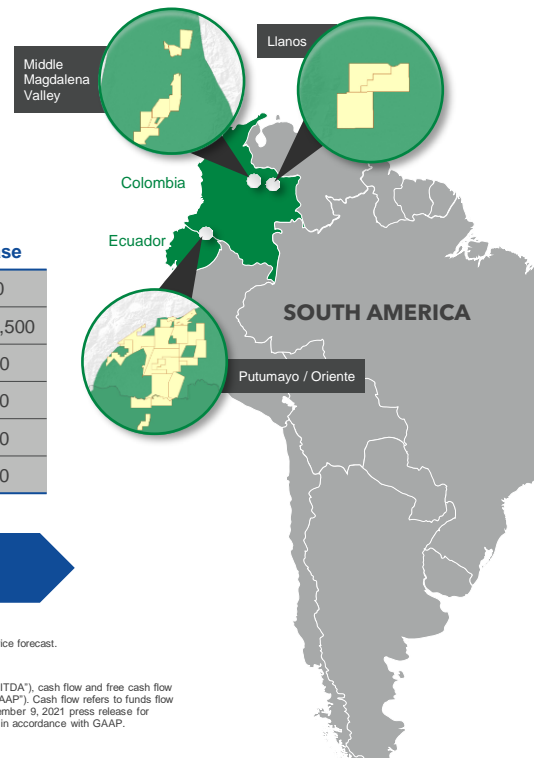 Llanos
Middle
Magdalena
Valley
Colombia
Ecuador
SOUTH AMERICA
Putumayo / Oriente
ase
0
,500
0
0
0
0
ice forecast.
ITDA"), cash flow and free cash flow
AAP"). Cash flow refers to funds flow
mber 9, 2021 press release for
in accordance with GAAP.